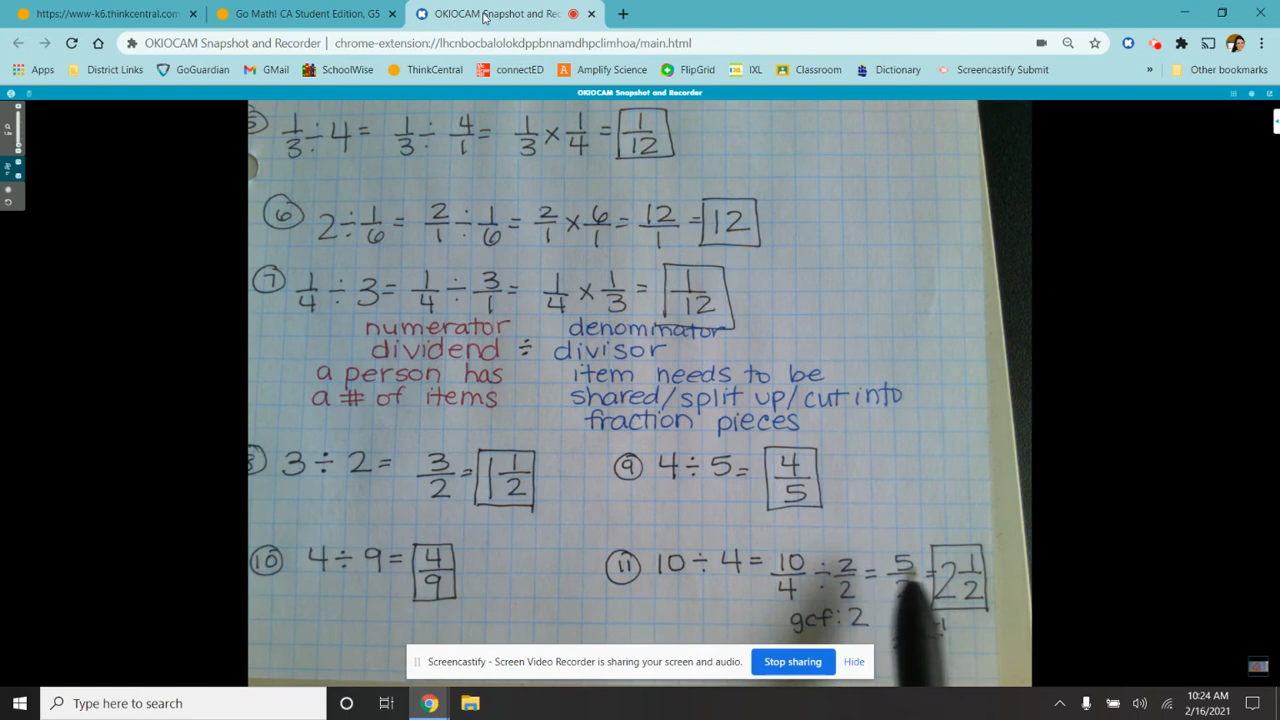 https://www-k6.thinkcentral.com
Go Math! CA Student Edition, G5
OKIOCAM Snapshot and Rec
OKIOCAM Snapshot and Recorder | chrome-extension://lhcnbocbalolokdppbnnamdhpclimhoa/main.html
Apps District Links GoGuardian GMail SchoolWise ThinkCentral connectED Amplify Science FlipGrid IXL Classroom Dictionary Screencastify Submit » Other bookmarks
OKIOCAM Snapshot and Recorder
1/3 ÷ 4 = 1/3 ÷ 4/1 = 1/3 × 1/4 = 1/12
6 2 ÷ 1/6 = 2/1 ÷ 1/6 = 2/1 × 6/1 = 12/1 = 12
7 1/4 ÷ 3 = 1/4 ÷ 3/1 = 1/4 × 1/3 = 1/12
numerator denominator
dividend ÷ divisor
a person has item needs to be
a # of items shared/split up/cut into
fraction pieces
8 3 ÷ 2 = 3/2 = 1 1/2
9 4 ÷ 5 = 4/5
10 4 ÷ 9 = 4/9
11 10 ÷ 4 = 10/4 ÷ 2/2 = 5/2 = 2 1/2
gcf: 2
Screencastify - Screen Video Recorder is sharing your screen and audio. Stop sharing Hide
Type here to search
10:24 AM
2/16/2021